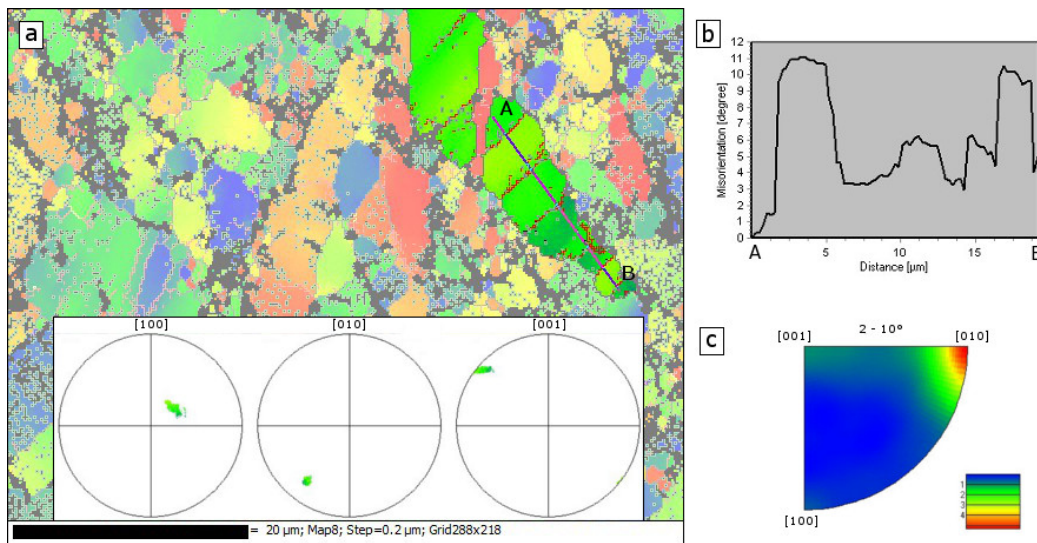 a
A
B
[100]
[010]
[001]
= 20 µm; Map8; Step=0.2 µm; Grid288x218
b
12
11
10
9
8
7
6
5
4
3
2
1
0
Misorientation [degree]
5
10
15
A
Distance [µm]
B
c
2 - 10°
[001]
[010]
[100]
1
2
3
4